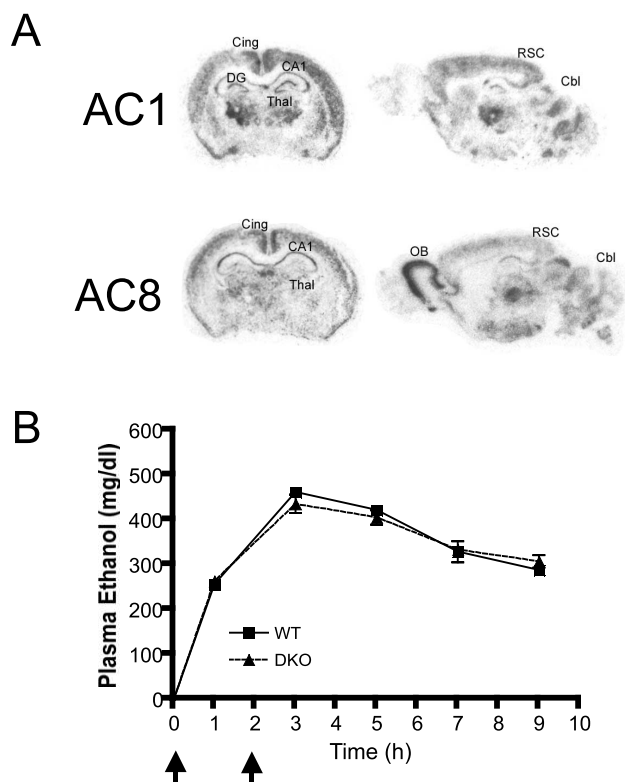 A
AC1
Cing
DG
CA1
Thal
RSC
Cbl
AC8
Cing
CA1
Thal
OB
RSC
Cbl
B
Plasma Ethanol (mg/dl)
600
500
400
300
200
100
0
WT
DKO
0 1 2 3 4 5 6 7 8 9 10
Time (h)